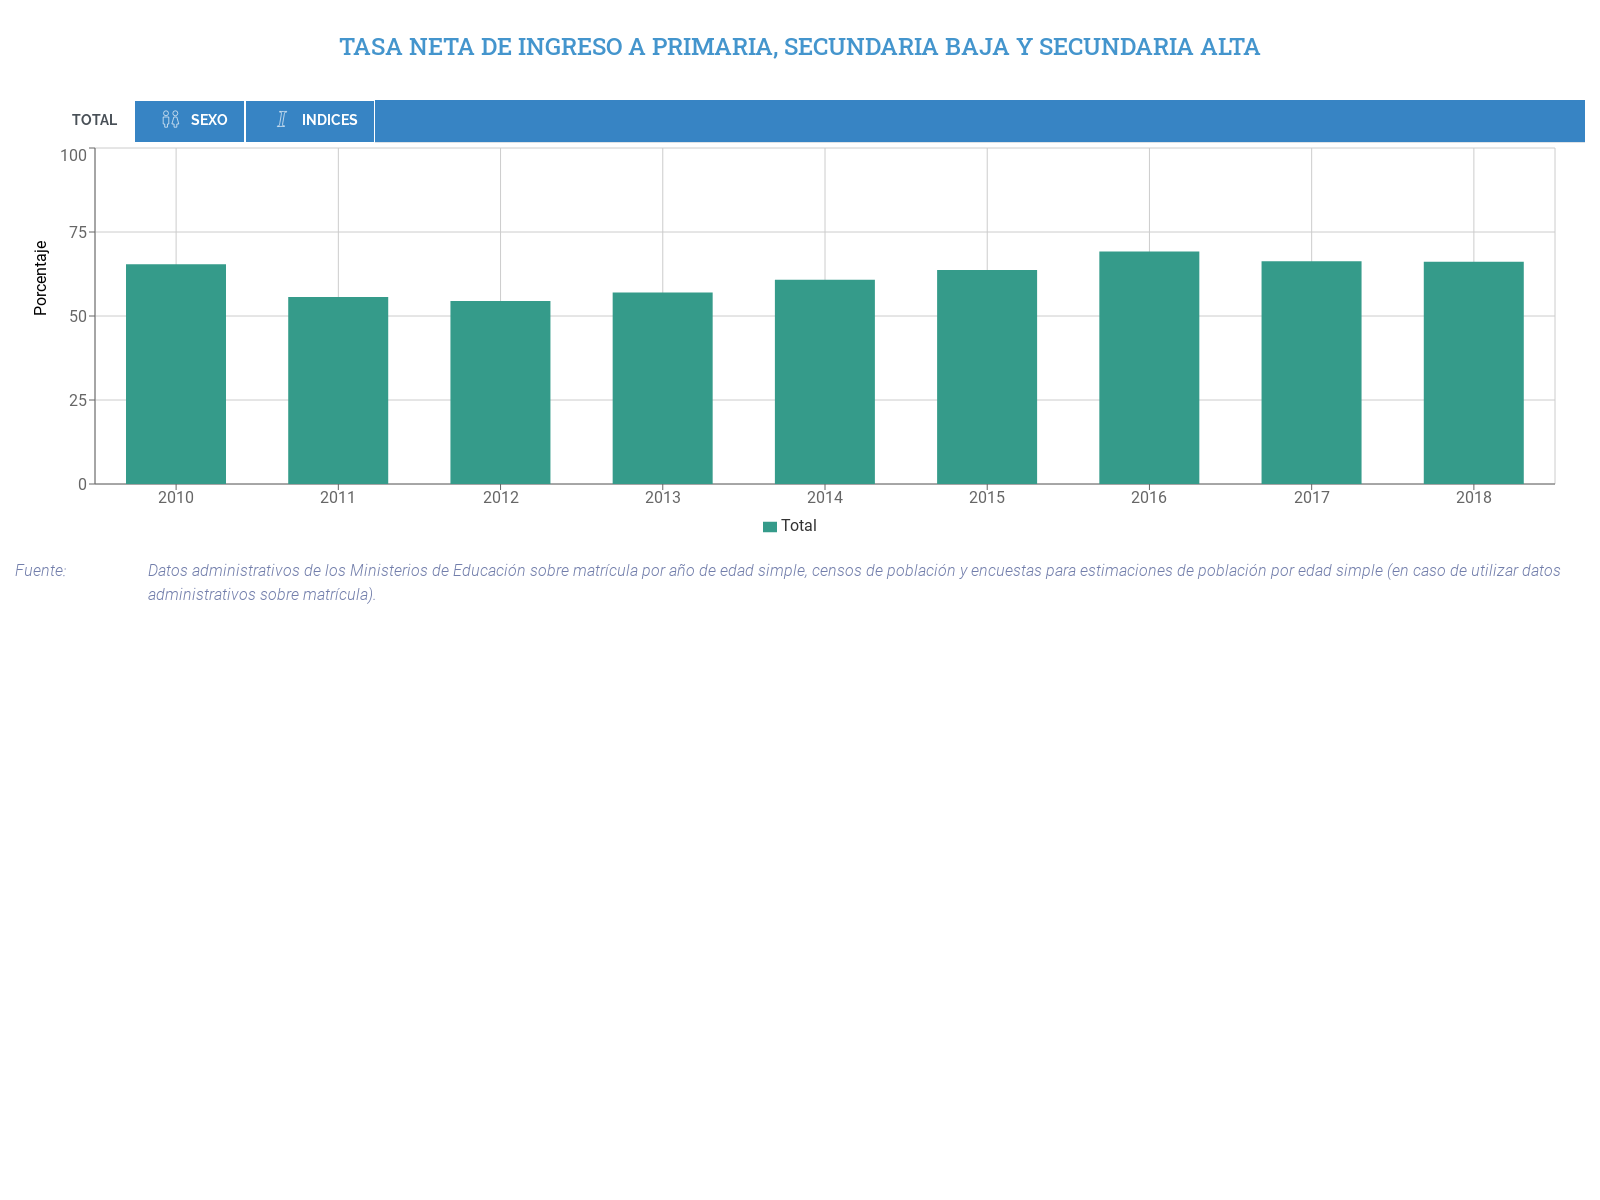 TASA NETA DE INGRESO A PRIMARIA, SECUNDARIA BAJA Y SECUNDARIA ALTA
TOTAL SEXO INDICES
100
75
50
25
0
Porcentaje
2010 2011 2012 2013 2014 2015 2016 2017 2018
Total
Fuente: Datos administrativos de los Ministerios de Educación sobre matrícula por año de edad simple, censos de población y encuestas para estimaciones de población por edad simple (en caso de utilizar datos
administrativos sobre matrícula).